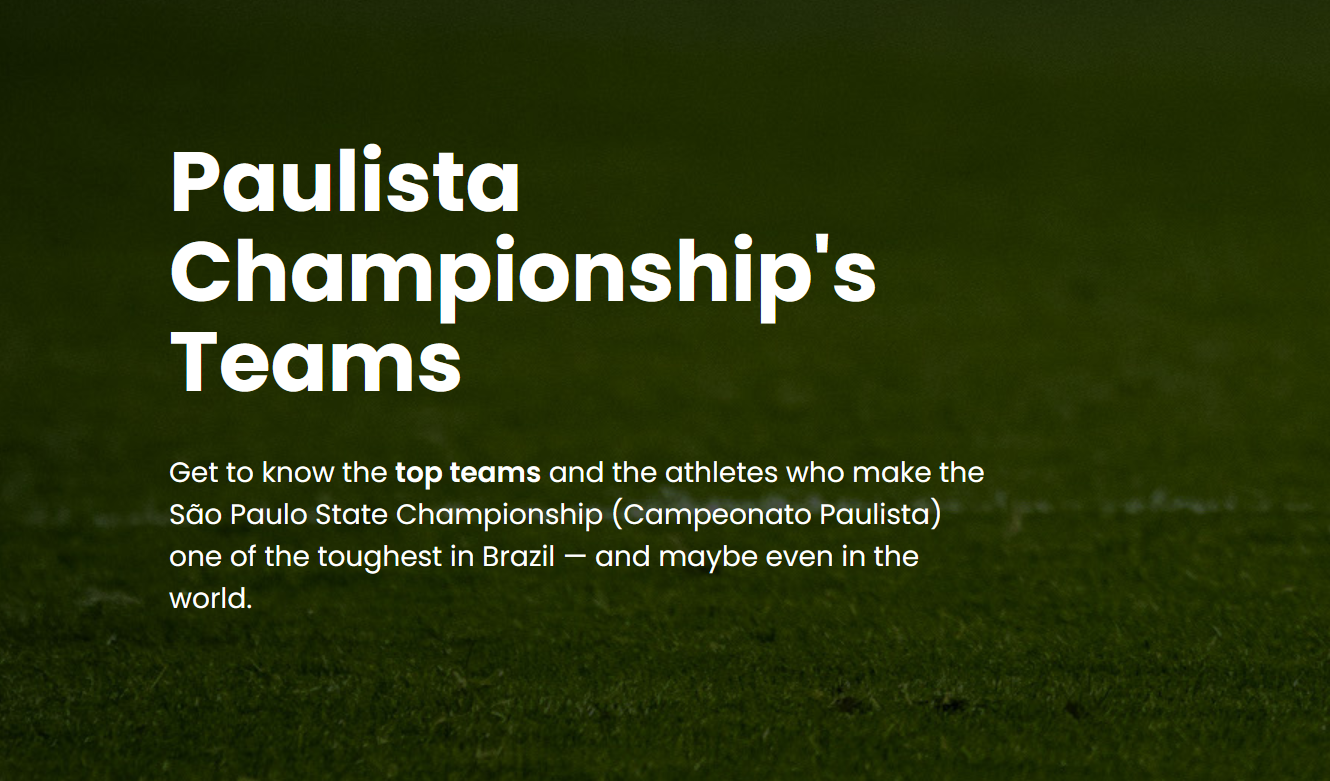 Paulista
Championship's
Teams
Get to know the top teams and the athletes who make the
São Paulo State Championship (Campeonato Paulista)
one of the toughest in Brazil — and maybe even in the
world.